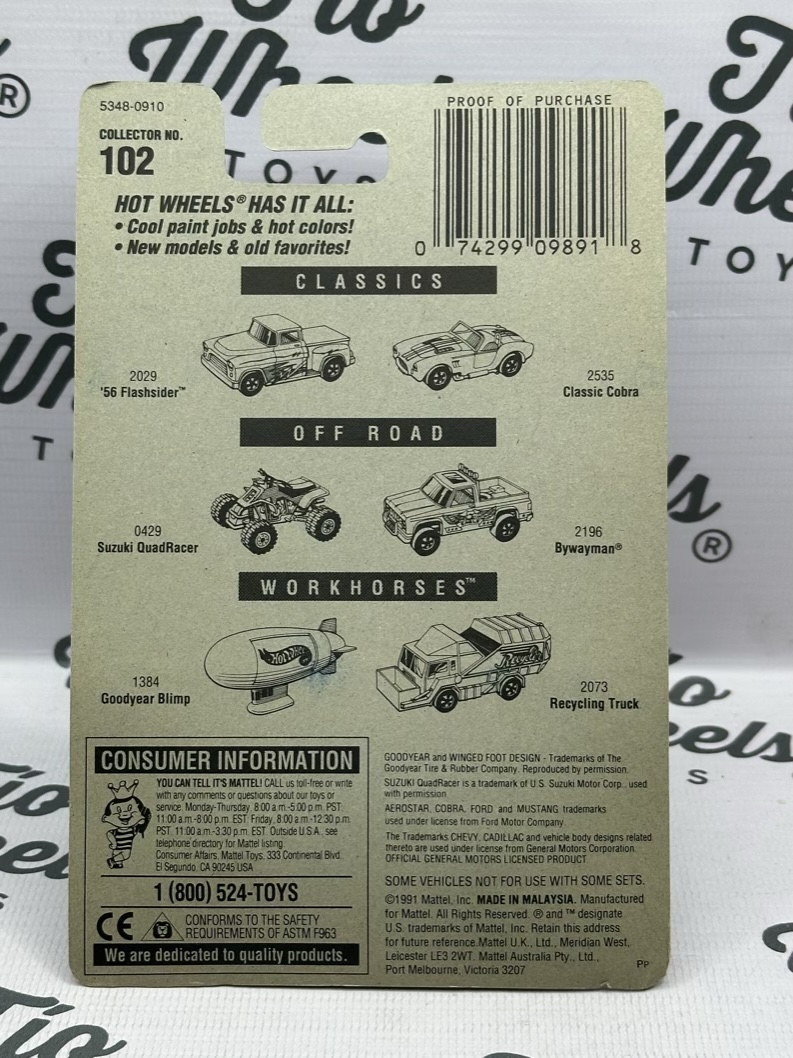 5348-0910
COLLECTOR NO.
102
PROOF OF PURCHASE
0 74299 09891 8
HOT WHEELS® HAS IT ALL:
• Cool paint jobs & hot colors!
• New models & old favorites!
CLASSICS
2029
'56 Flashsider™
2535
Classic Cobra
OFF ROAD
0429
Suzuki QuadRacer
2196
Bywayman®
WORKHORSES™
Hot Wheels
1384
Goodyear Blimp
2073
Recycling Truck
CONSUMER INFORMATION
YOU CAN TELL IT'S MATTEL! CALL us toll-free or write
with any comments or questions about our toys or
service. Monday-Thursday, 8:00 a.m.-5:00 p.m. PST.
11:00 a.m.-8:00 p.m. EST. Friday, 8:00 a.m.-12:30 p.m.
PST, 11:00 a.m.-3:30 p.m. EST. Outside U.S.A., see
telephone directory for Mattel listing.
Consumer Affairs, Mattel Toys, 333 Continental Blvd.
El Segundo, CA 90245 USA
1 (800) 524-TOYS
CE CONFORMS TO THE SAFETY
REQUIREMENTS OF ASTM F963
We are dedicated to quality products.
GOODYEAR and WINGED FOOT DESIGN - Trademarks of The
Goodyear Tire & Rubber Company. Reproduced by permission.
SUZUKI QuadRacer is a trademark of U.S. Suzuki Motor Corp., used
with permission.
AEROSTAR, COBRA, FORD and MUSTANG trademarks
used under license from Ford Motor Company
The Trademarks CHEVY, CADILLAC and vehicle body designs related
thereto are used under license from General Motors Corporation.
OFFICIAL GENERAL MOTORS LICENSED PRODUCT
SOME VEHICLES NOT FOR USE WITH SOME SETS.
©1991 Mattel, Inc. MADE IN MALAYSIA. Manufactured
for Mattel. All Rights Reserved. ® and ™ designate
U.S. trademarks of Mattel, Inc. Retain this address
for future reference.Mattel U.K., Ltd., Meridian West,
Leicester LE3 2WT. Mattel Australia Pty., Ltd.,
Port Melbourne, Victoria 3207
PP
Tio
Wheels
TOYS
®